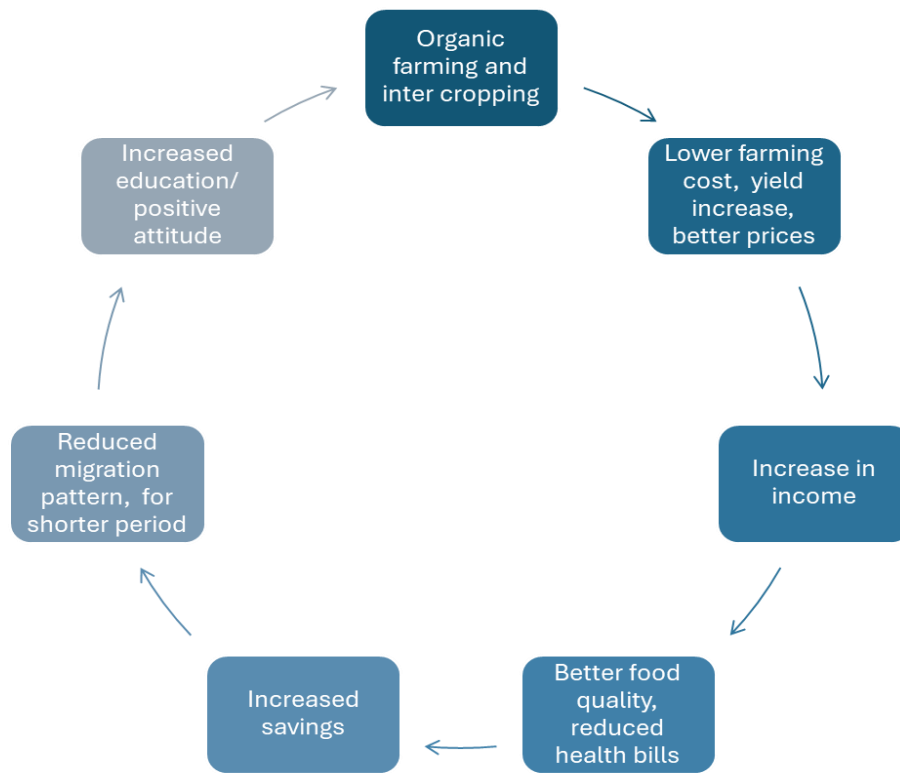 Organic
farming and
inter cropping
Lower farming
cost, yield
increase,
better prices
Increase in
income
Better food
quality,
reduced
health bills
Increased
savings
Reduced
migration
pattern, for
shorter period
Increased
education/
positive
attitude